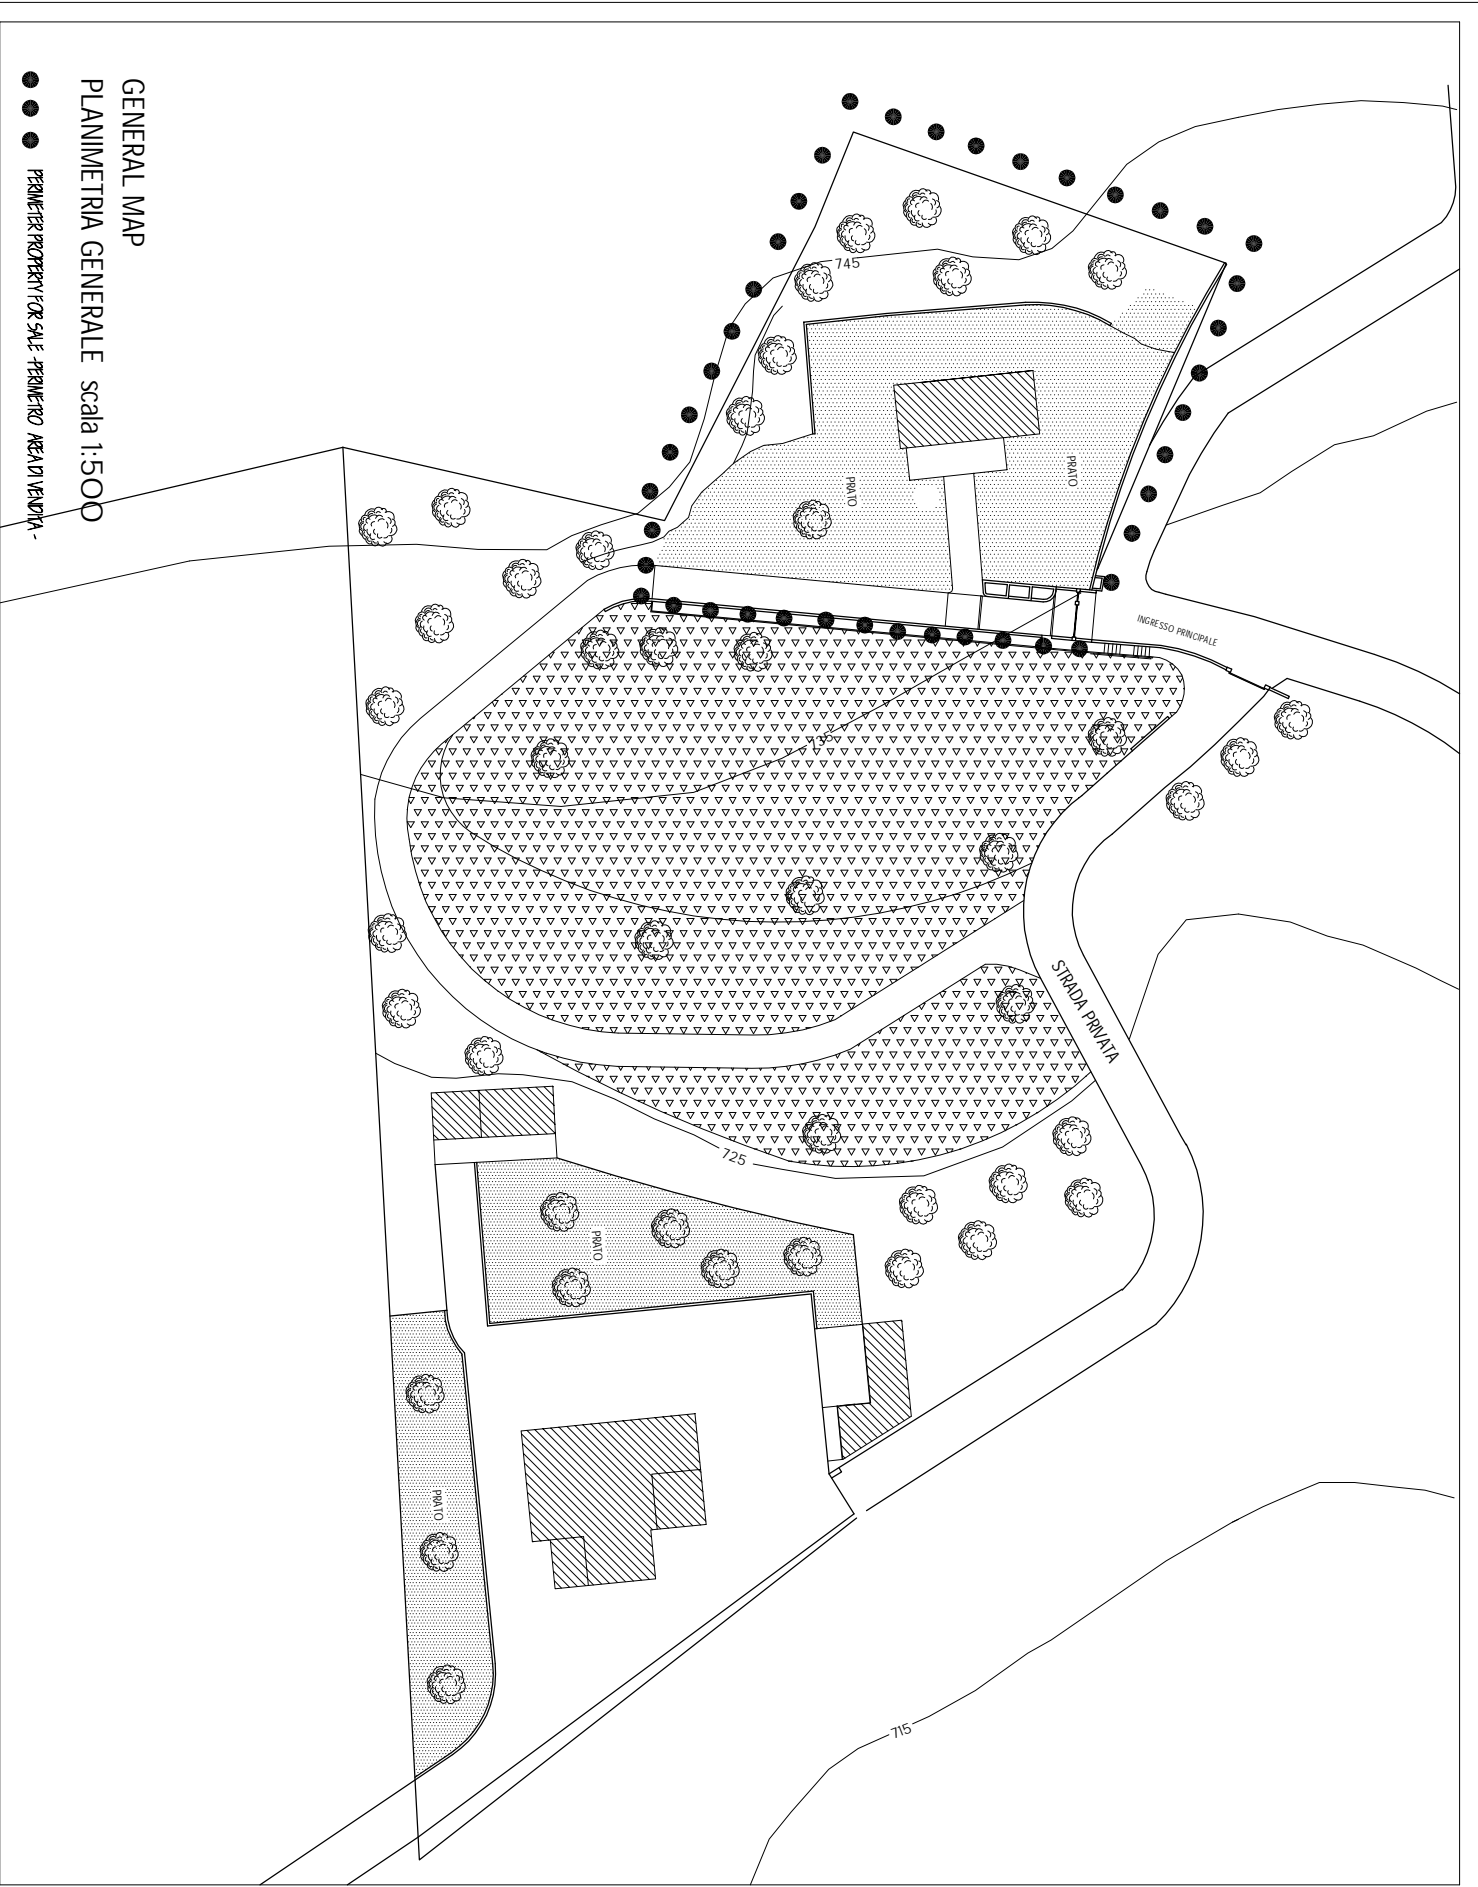 GENERAL MAP
PLANIMETRIA GENERALE scala 1:500
PERIMETER PROPERTY FOR SALE -PERIMETRO AREA DI VENDITA-
745
PRATO
PRATO
INGRESSO PRINCIPALE
735
STRADA PRIVATA
725
PRATO
PRATO
715